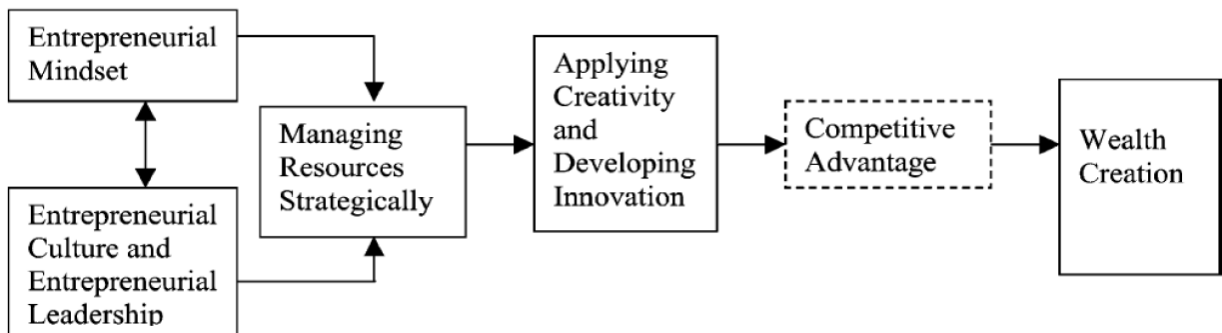 Entrepreneurial
Mindset
Entrepreneurial
Culture and
Entrepreneurial
Leadership
Managing
Resources
Strategically
Applying
Creativity
and
Developing
Innovation
Competitive
Advantage
Wealth
Creation